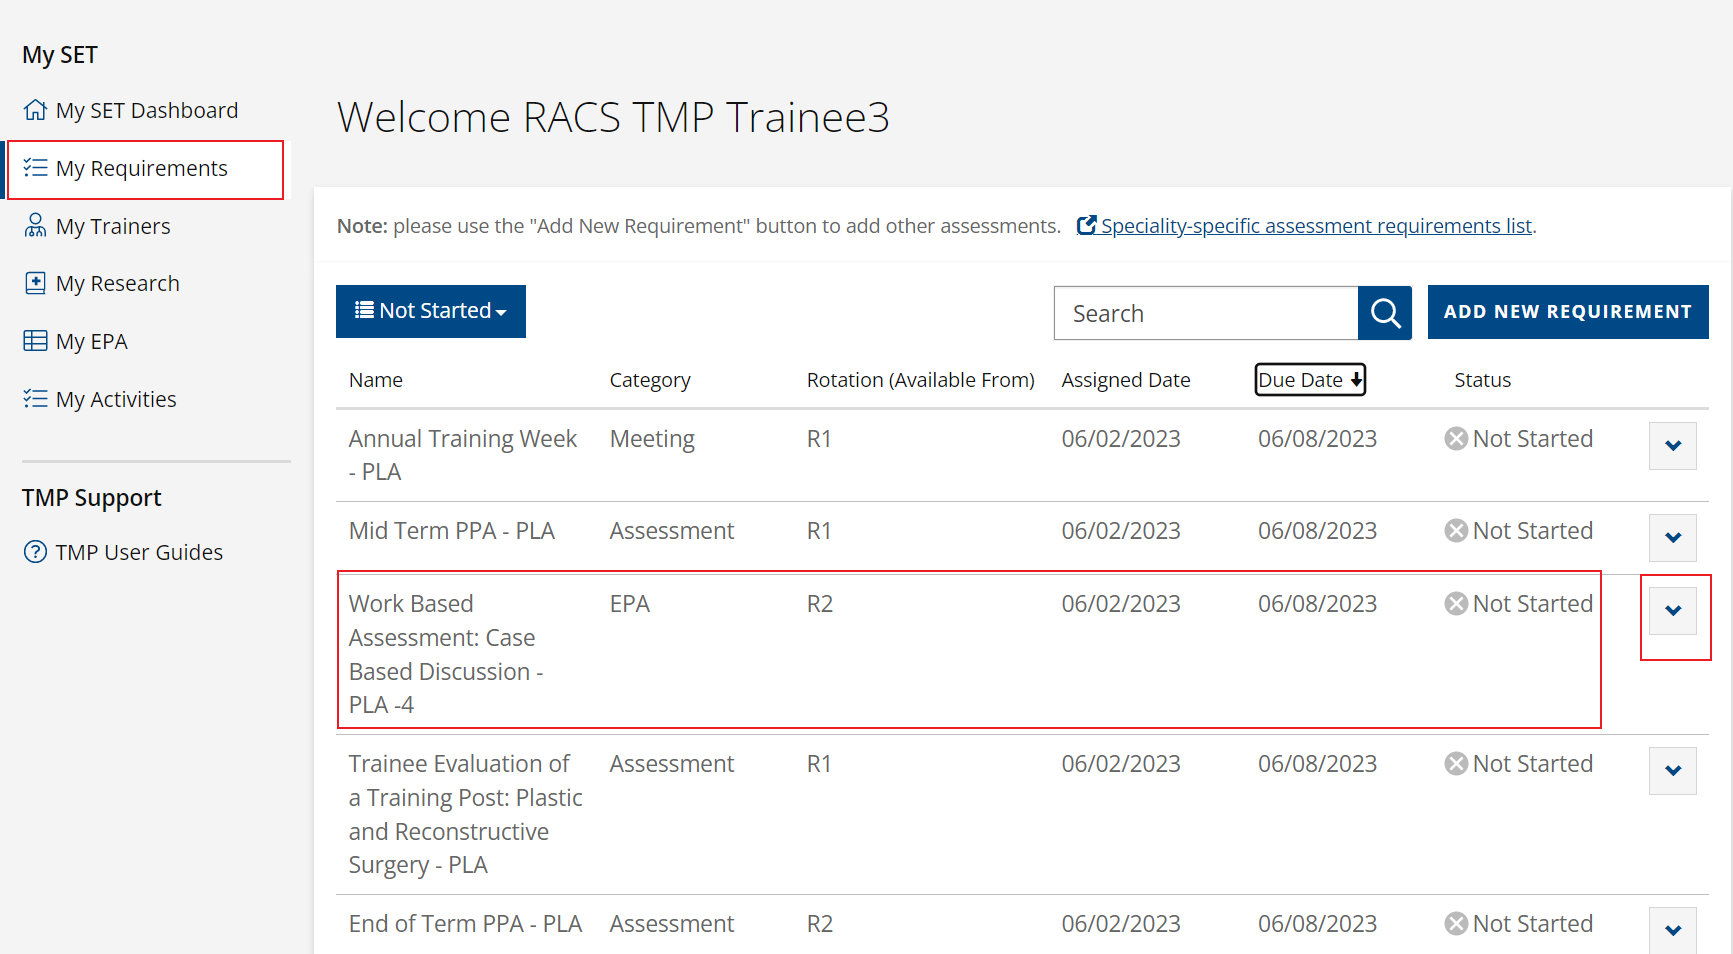 My SET
My SET Dashboard
My Requirements
My Trainers
My Research
My EPA
My Activities
TMP Support
TMP User Guides
Welcome RACS TMP Trainee3
Note: please use the "Add New Requirement" button to add other assessments. Speciality-specific assessment requirements list.
Not Started
Search
ADD NEW REQUIREMENT
Name Category Rotation (Available From) Assigned Date Due Date Status
Annual Training Week Meeting R1 06/02/2023 06/08/2023 Not Started
- PLA
Mid Term PPA - PLA Assessment R1 06/02/2023 06/08/2023 Not Started
Work Based EPA R2 06/02/2023 06/08/2023 Not Started
Assessment: Case
Based Discussion -
PLA -4
Trainee Evaluation of Assessment R1 06/02/2023 06/08/2023 Not Started
a Training Post: Plastic
and Reconstructive
Surgery - PLA
End of Term PPA - PLA Assessment R2 06/02/2023 06/08/2023 Not Started